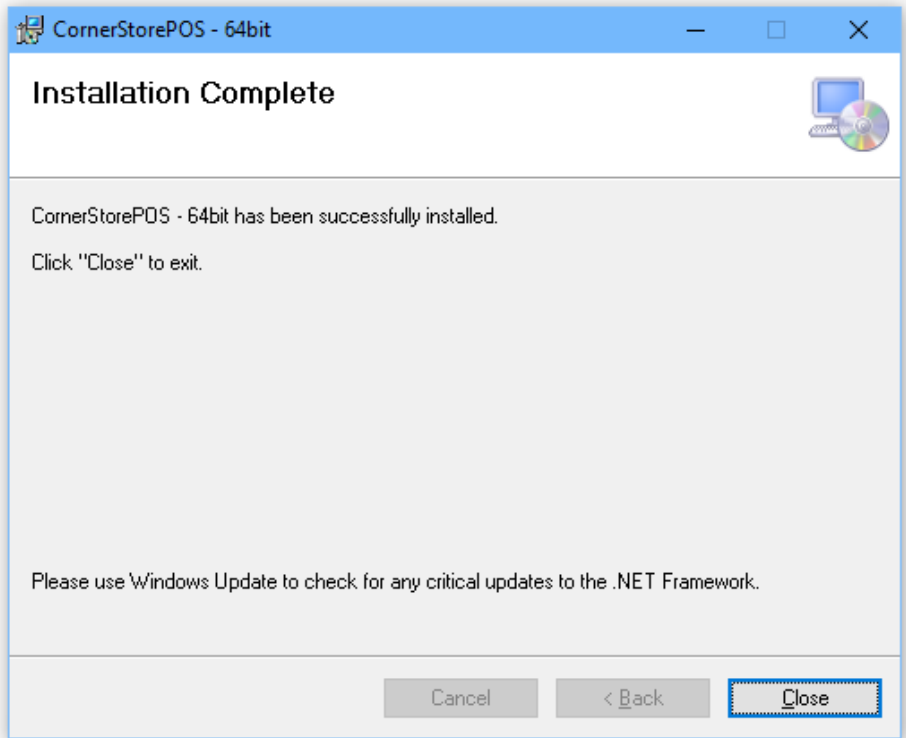 CornerStorePOS - 64bit
Installation Complete
CornerStorePOS - 64bit has been successfully installed.
Click "Close" to exit.
Please use Windows Update to check for any critical updates to the .NET Framework.
Cancel
< Back
Close